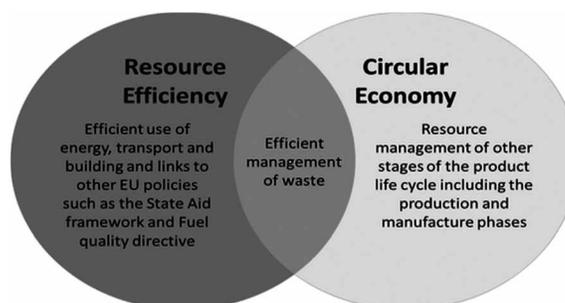 Resource
Efficiency
Efficient use of
energy, transport and
building and links to
other EU policies
such as the State Aid
framework and Fuel
quality directive
Efficient
management
of waste
Circular
Economy
Resource
management of other
stages of the product
life cycle including the
production and
manufacture phases